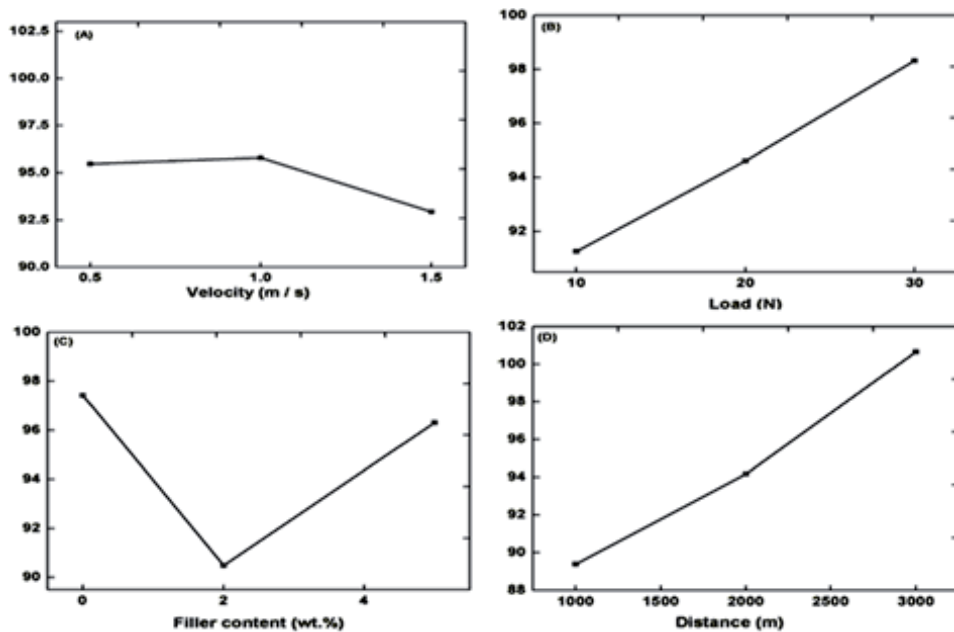 (A)
102.5
100.0
97.5
95.0
92.5
90.0
0.5 1.0 1.5
Velocity (m / s)
(B)
100
98
96
94
92
10 20 30
Load (N)
(C)
100
98
96
94
92
90
0 2 4
Filler content (wt.%)
(D)
102
100
98
96
94
92
90
88
1000 1500 2000 2500 3000
Distance (m)